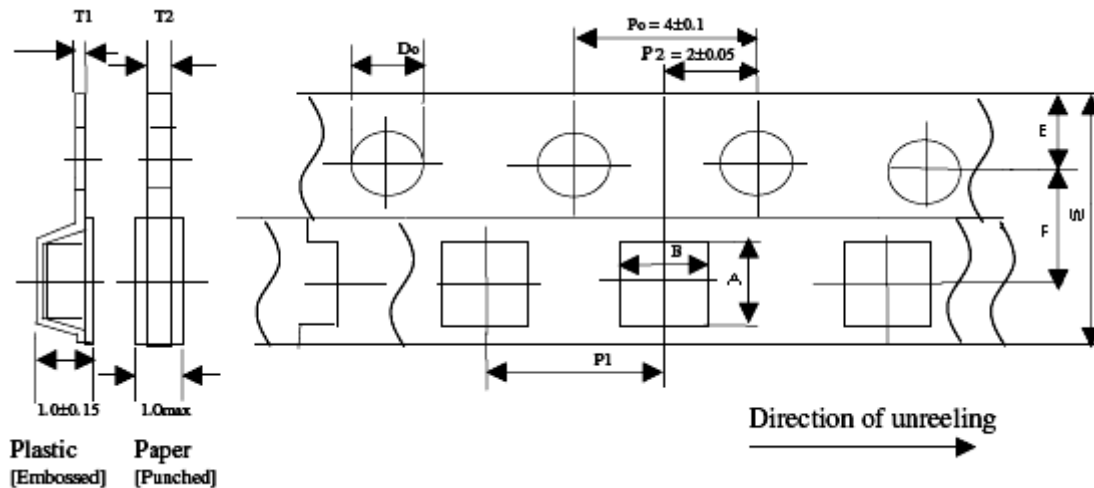 T1 T2
Po = 4±0.1
Do
P2 = 2±0.05
E
W
F
B
A
P1
1.0±0.15 1.0max
Direction of unreeling
Plastic Paper
[Embossed] [Punched]